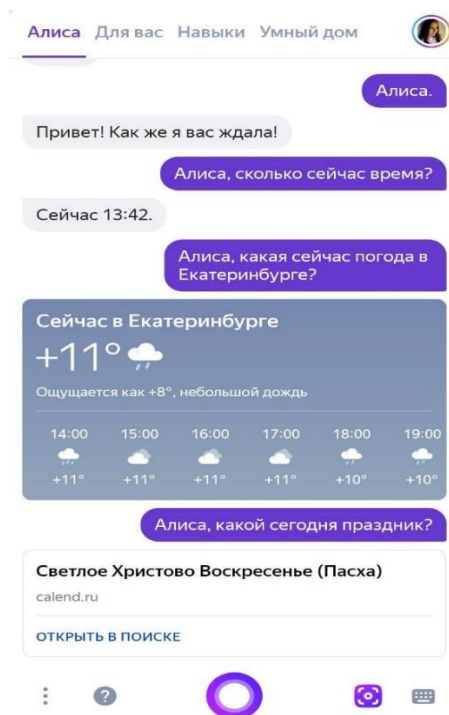 Алиса Для вас Навыки Умный дом
Алиса.
Привет! Как же я вас ждала!
Алиса, сколько сейчас время?
Сейчас 13:42.
Алиса, какая сейчас погода в
Екатеринбурге?
Сейчас в Екатеринбурге
+11°
Ощущается как +8°, небольшой дождь
14:00 15:00 16:00 17:00 18:00 19:00
+11° +11° +11° +11° +10° +10°
Алиса, какой сегодня праздник?
Светлое Христово Воскресенье (Пасха)
calend.ru
ОТКРЫТЬ В ПОИСКЕ